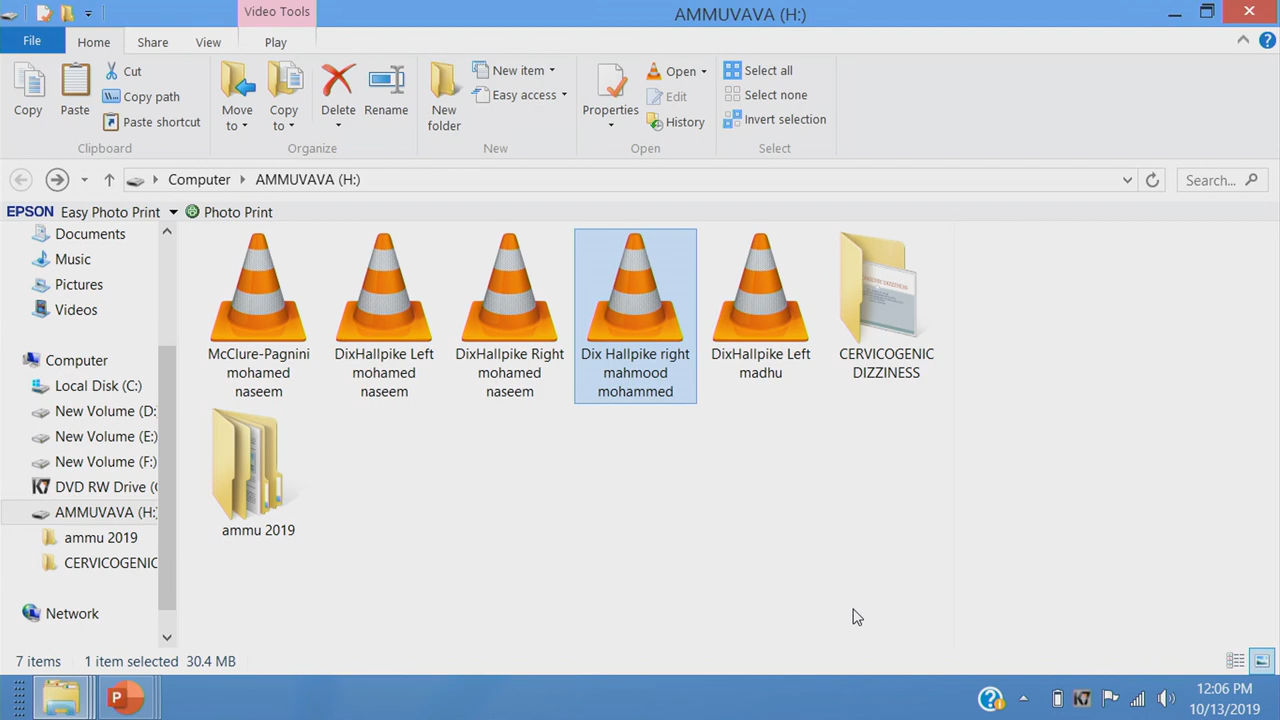 Video Tools
AMMUVAVA (H:)
File
Home
Share
View
Play
Copy
Paste
Cut
Copy path
Paste shortcut
Clipboard
Move to
Copy to
Delete
Rename
Organize
New folder
New item
Easy access
New
Properties
Open
Edit
History
Open
Select all
Select none
Invert selection
Select
Computer
AMMUVAVA (H:)
Search...
EPSON Easy Photo Print
Photo Print
Documents
Music
Pictures
Videos
Computer
Local Disk (C:)
New Volume (D:
New Volume (E:)
New Volume (F:)
DVD RW Drive (
AMMUVAVA (H:
ammu 2019
CERVICOGENIC
Network
McClure-Pagnini
mohamed
naseem
DixHallpike Left
mohamed
naseem
DixHallpike Right
mohamed
naseem
Dix Hallpike right
mahmood
mohammed
DixHallpike Left
madhu
CERVICOGENIC
DIZZINESS
ammu 2019
7 items
1 item selected 30.4 MB
12:06 PM
10/13/2019